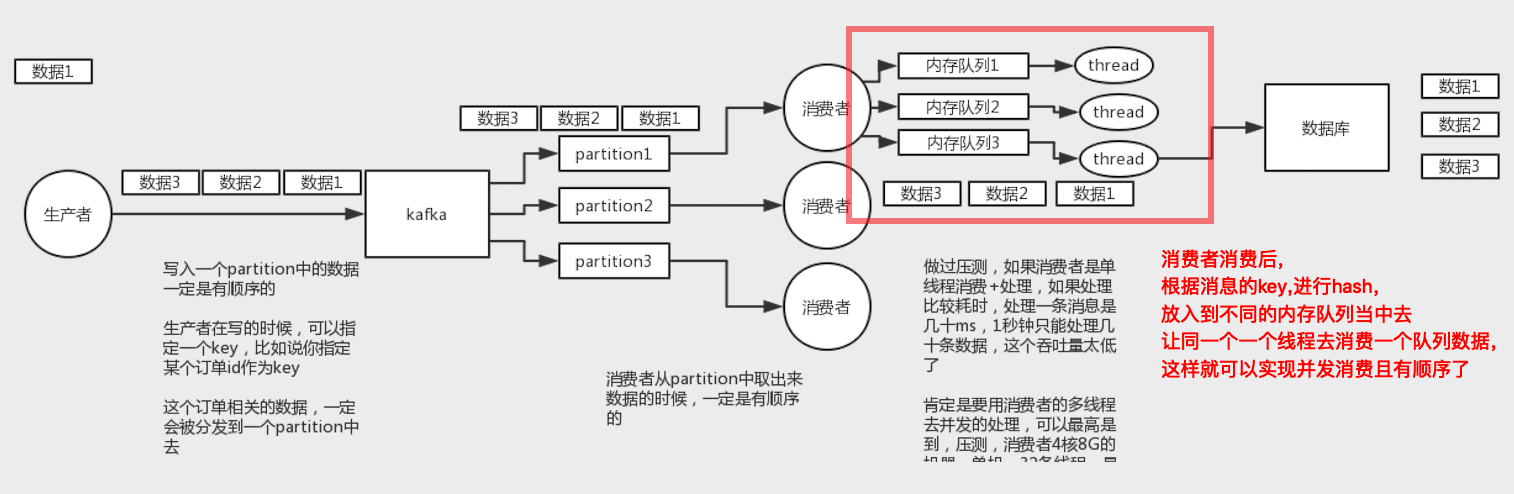 数据1
数据3 数据2 数据1
生产者
kafka
写入一个partition中的数据
一定是有顺序的
生产者在写的时候，可以指
定一个key，比如说你指定
某个订单id作为key
这个订单相关的数据，一定
会被分发到一个partition中
去
数据3 数据2 数据1
partition1
partition2
partition3
消费者
消费者
消费者
消费者从partition中取出来
数据的时候，一定是有顺序
的
内存队列1 thread
内存队列2 thread
内存队列3 thread
数据3 数据2 数据1
做过压测，如果消费者是单
线程消费+处理，如果处理
比较耗时，处理一条消息是
几十ms，1秒钟只能处理几
十条数据，这个吞吐量太低
了
肯定是要用消费者的多线程
去并发的处理，可以最高是
到，压测，消费者4核8G的
数据库
数据1
数据2
数据3
消费者消费后,
根据消息的key,进行hash,
放入到不同的内存队列当中去
让同一个一个线程去消费一个队列数据,
这样就可以实现并发消费且有顺序了